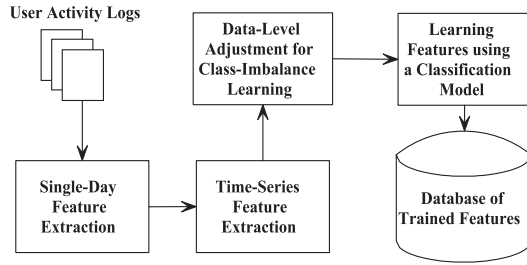 User Activity Logs
Single-Day
Feature
Extraction
Time-Series
Feature
Extraction
Data-Level
Adjustment for
Class-Imbalance
Learning
Learning
Features using
a Classification
Model
Database of
Trained Features